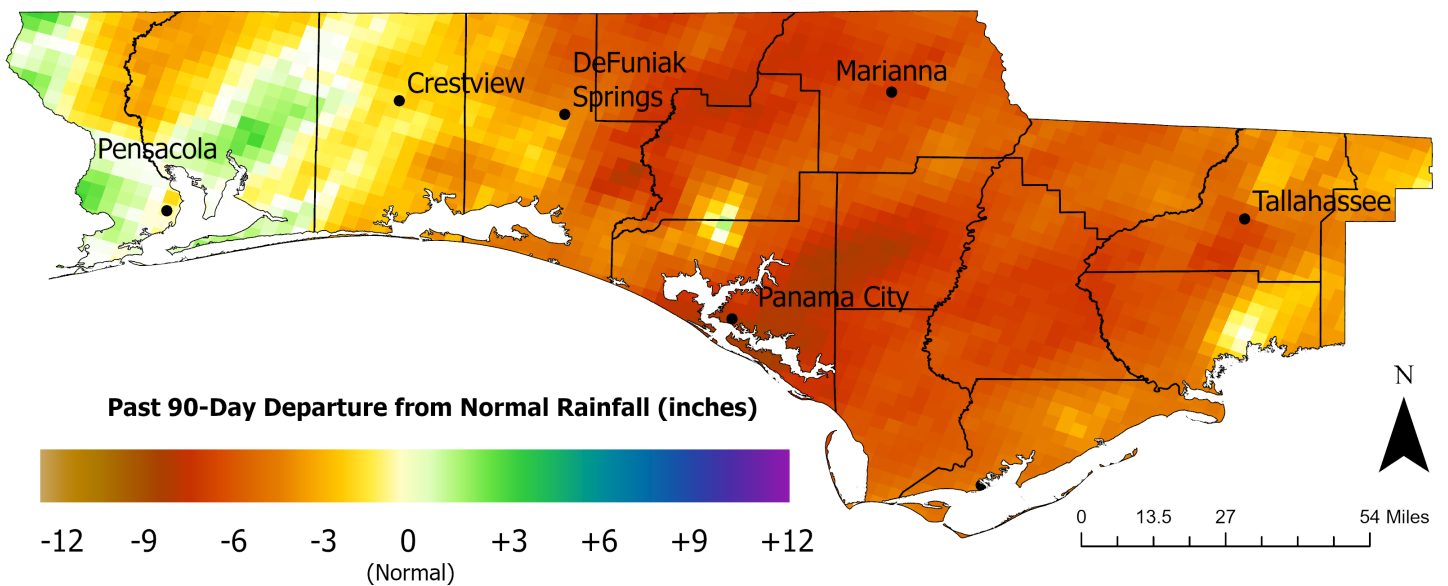 Crestview
DeFuniak
Springs
Marianna
Pensacola
Tallahassee
Panama City
Past 90-Day Departure from Normal Rainfall (inches)
-12 -9 -6 -3 0 +3 +6 +9 +12
(Normal)
N
0 13.5 27 54 Miles